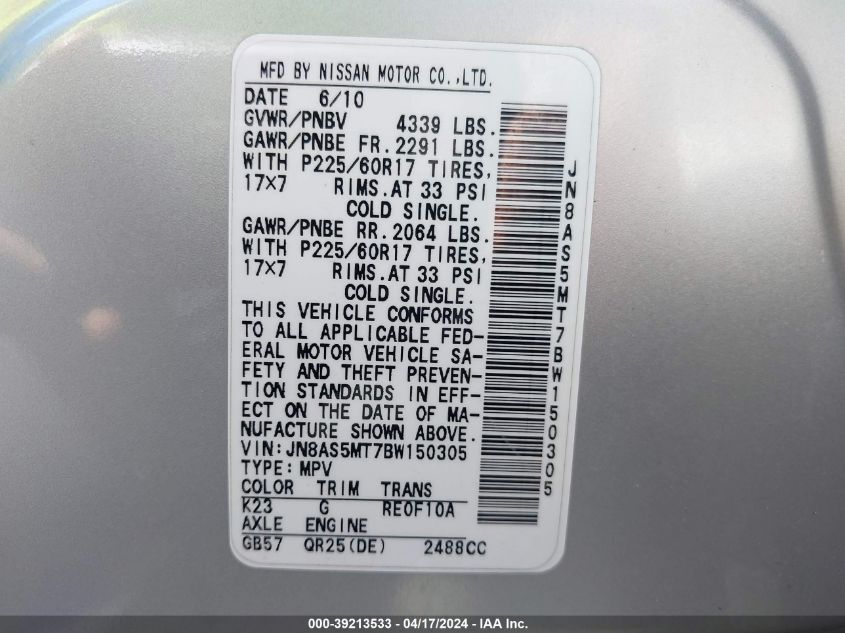 MFD BY NISSAN MOTOR CO.,LTD.
DATE 6/10
GVWR/PNBV 4339 LBS.
GAWR/PNBE FR.2291 LBS.
WITH P225/60R17 TIRES,
17×7 RIMS.AT 33 PSI
COLD SINGLE.
GAWR/PNBE RR.2064 LBS.
WITH P225/60R17 TIRES,
17×7 RIMS.AT 33 PSI
COLD SINGLE.
THIS VEHICLE CONFORMS
TO ALL APPLICABLE FED-
ERAL MOTOR VEHICLE SA-
FETY AND THEFT PREVEN-
TION STANDARDS IN EFF-
ECT ON THE DATE OF MA-
NUFACTURE SHOWN ABOVE.
VIN:JN8AS5MT7BW150305
TYPE:MPV
COLOR TRIM TRANS
K23 G RE0F10A
AXLE ENGINE
GB57 QR25(DE) 2488CC
JN8AS5MT7BW150305
000-39213533 - 04/17/2024 - IAA Inc.